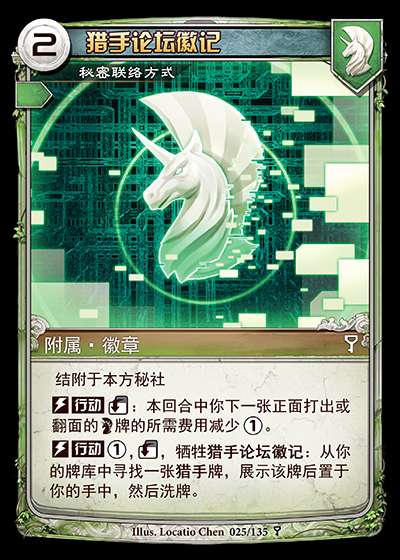 2
猎手论坛徽记
秘密联络方式
附属·徽章
结附于本方秘社
行动 ：本回合中你下一张正面打出或
翻面的 牌的所需费用减少①。
行动 ①， ，牺牲猎手论坛徽记：从你
的牌库中寻找一张猎手牌，展示该牌后置于
你的手中，然后洗牌。
Illus. Locatio Chen 025/135